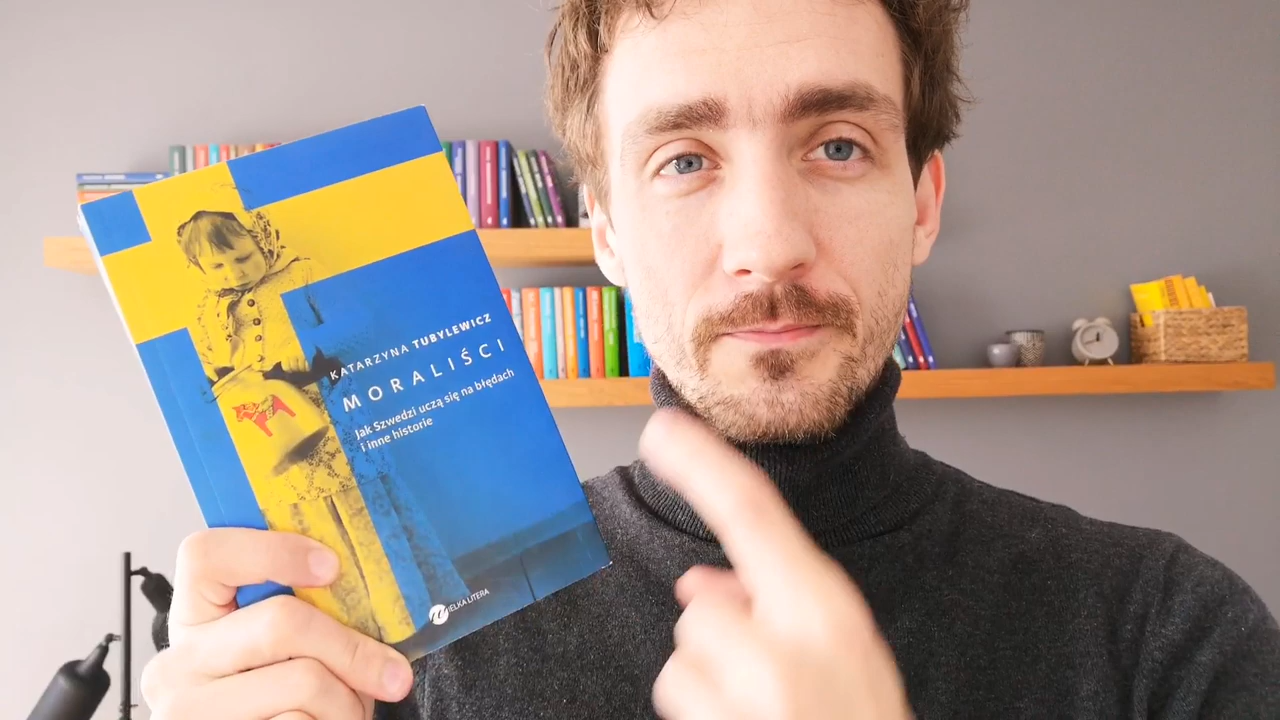 KATARZYNA TUBYLEWICZ
MORALIŚCI
Jak Szwedzi uczą się na błędach
i inne historie
WIELKA LITERA